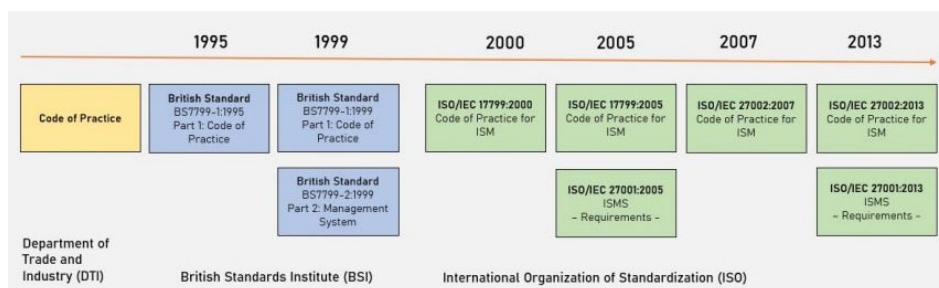 1995
1999
2000
2005
2007
2013
Code of Practice
British Standard
BS7799-1:1995
Part 1: Code of
Practice
British Standard
BS7799-1:1999
Part 1: Code of
Practice
ISO/IEC 17799:2000
Code of Practice for
ISM
ISO/IEC 17799:2005
Code of Practice for
ISM
ISO/IEC 27002:2007
Code of Practice for
ISM
ISO/IEC 27002:2013
Code of Practice for
ISM
British Standard
BS7799-2:1999
Part 2: Management
System
ISO/IEC 27001:2005
ISMS
- Requirements -
ISO/IEC 27001:2013
ISMS
- Requirements -
Department of
Trade and
Industry (DTI)
British Standards Institute (BSI)
International Organization of Standardization (ISO)